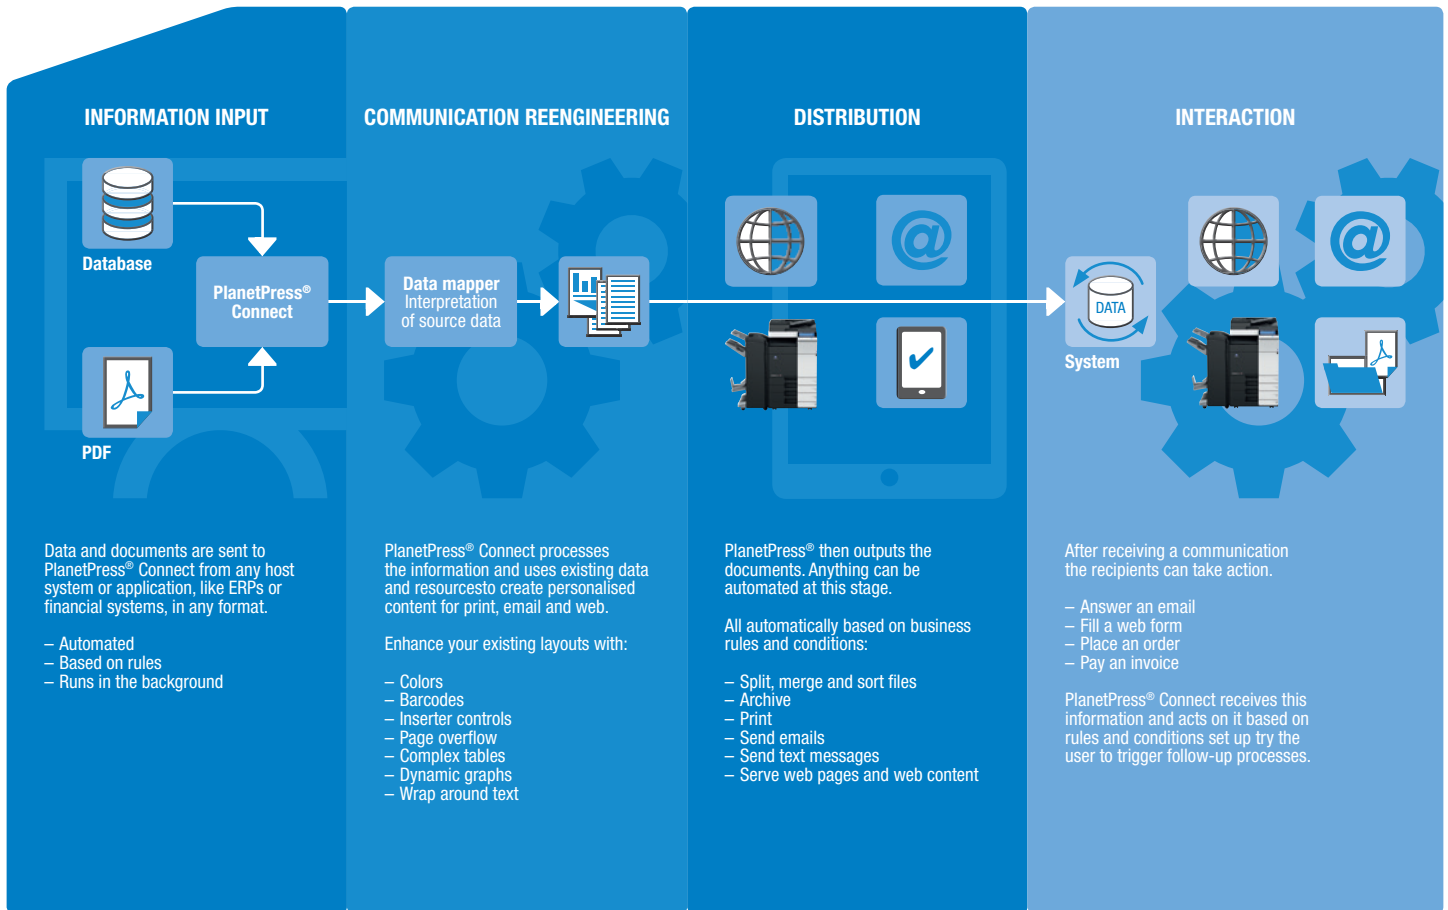 INFORMATION INPUT
Database
PlanetPress®
Connect
PDF
Data and documents are sent to
PlanetPress® Connect from any host
system or application, like ERPs or
financial systems, in any format.
– Automated
– Based on rules
– Runs in the background
COMMUNICATION REENGINEERING
Data mapper
Interpretation
of source data
PlanetPress® Connect processes
the information and uses existing data
and resourcesto create personalised
content for print, email and web.
Enhance your existing layouts with:
– Colors
– Barcodes
– Inserter controls
– Page overflow
– Complex tables
– Dynamic graphs
– Wrap around text
DISTRIBUTION
@
PlanetPress® then outputs the
documents. Anything can be
automated at this stage.
All automatically based on business
rules and conditions:
– Split, merge and sort files
– Archive
– Print
– Send emails
– Send text messages
– Serve web pages and web content
INTERACTION
@
DATA
System
After receiving a communication
the recipients can take action.
– Answer an email
– Fill a web form
– Place an order
– Pay an invoice
PlanetPress® Connect receives this
information and acts on it based on
rules and conditions set up try the
user to trigger follow-up processes.